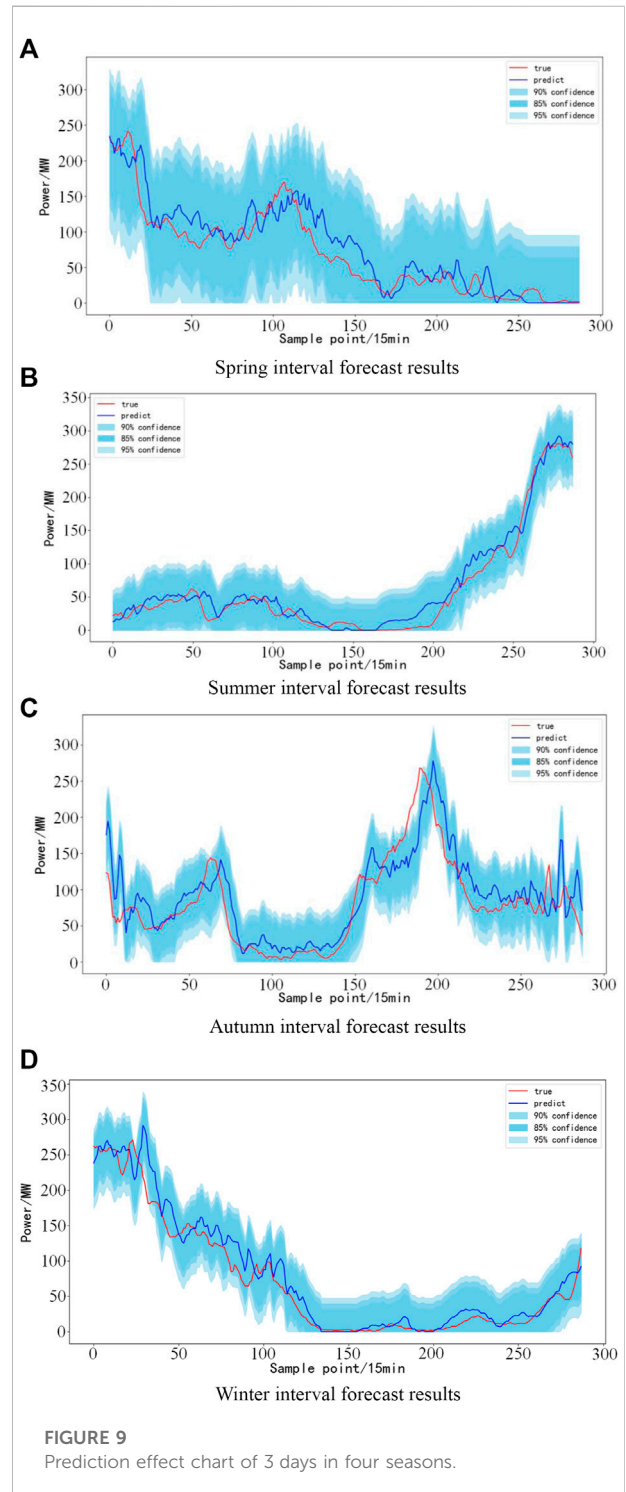 A
Power/MW
300
250
200
150
100
50
0
true
predict
90% confidence
85% confidence
95% confidence
0 50 100 150 200 250 300
Sample point/15min
Spring interval forecast results
B
Power/MW
350
300
250
200
150
100
50
0
true
predict
90% confidence
85% confidence
95% confidence
0 50 100 150 200 250 300
Sample point/15min
Summer interval forecast results
C
Power/MW
300
250
200
150
100
50
0
true
predict
90% confidence
85% confidence
95% confidence
0 50 100 150 200 250 300
Sample point/15min
Autumn interval forecast results
D
Power/MW
350
300
250
200
150
100
50
0
true
predict
90% confidence
85% confidence
95% confidence
0 50 100 150 200 250 300
Sample point/15min
Winter interval forecast results
FIGURE 9
Prediction effect chart of 3 days in four seasons.